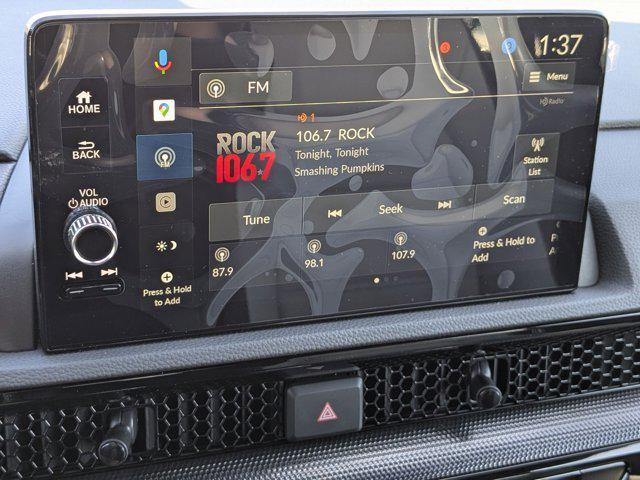 1:37
FM
Menu
HD Radio
HOME
BACK
VOL
AUDIO
FM
HD 1
ROCK
106.7
106.7 ROCK
Tonight, Tonight
Smashing Pumpkins
Station
List
Tune
Seek
Scan
87.9
98.1
107.9
Press & Hold to
Add
Press & Hold
to Add